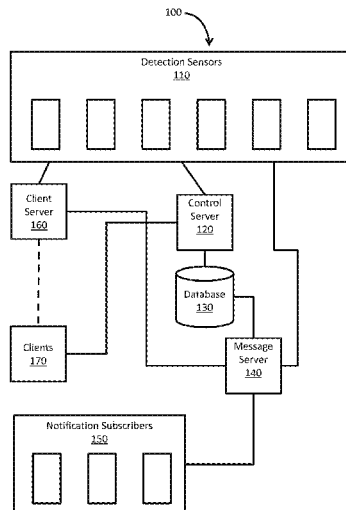 100
Detection Sensors
110
Client
Server
160
Control
Server
120
Database
130
Clients
170
Message
Server
140
Notification Subscribers
150